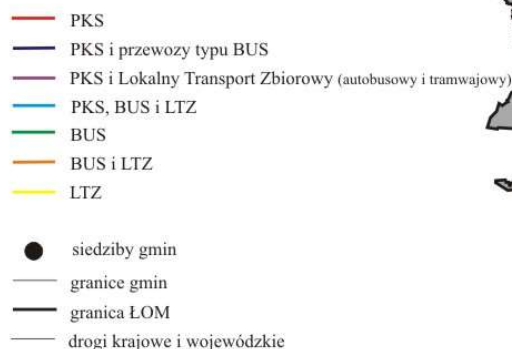 PKS
PKS i przewozy typu BUS
PKS i Lokalny Transport Zbiorowy (autobusowy i tramwajowy)
PKS, BUS i LTZ
BUS
BUS i LTZ
LTZ
siedziby gmin
granice gmin
granica ŁOM
drogi krajowe i wojewódzkie